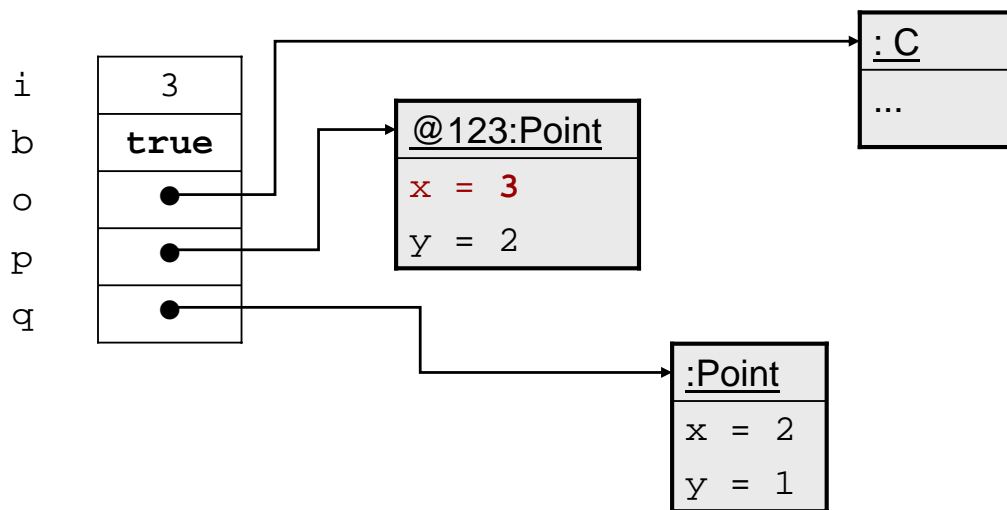 i 3
b true
o
p
q
: C
...
@123:Point
x = 3
y = 2
:Point
x = 2
y = 1